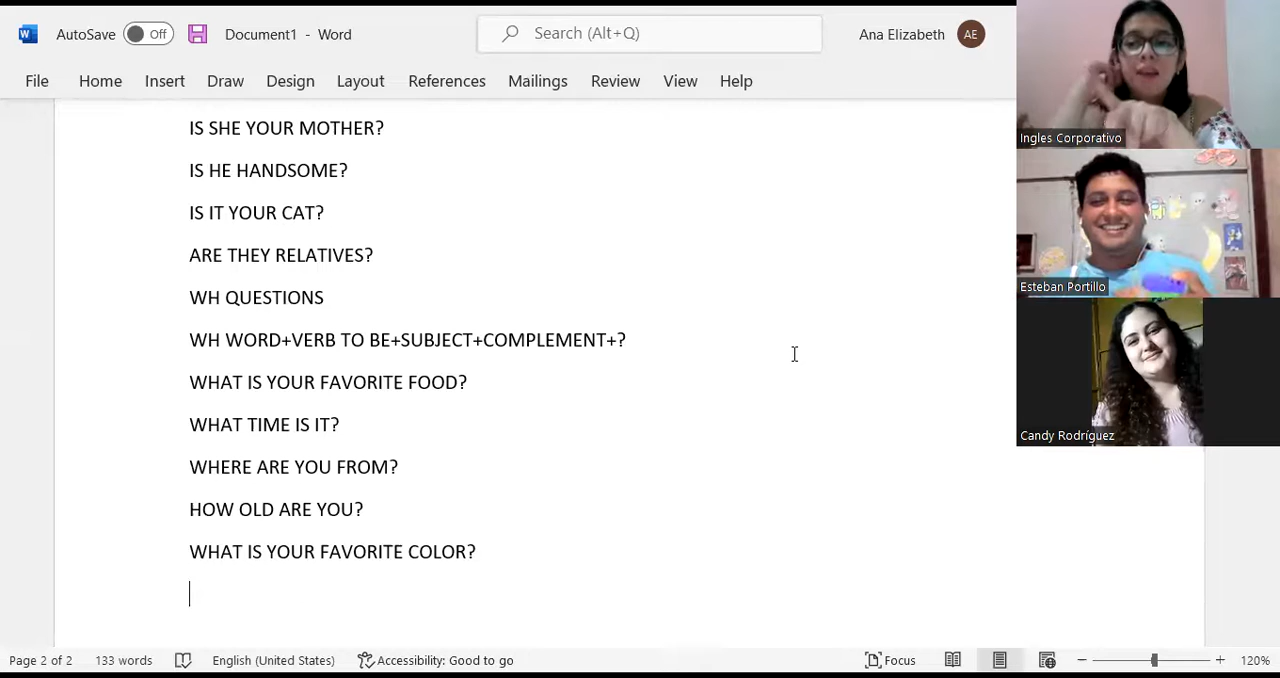 AutoSave Off Document1 - Word Search (Alt+Q) Ana Elizabeth AE
File Home Insert Draw Design Layout References Mailings Review View Help
IS SHE YOUR MOTHER?
IS HE HANDSOME?
IS IT YOUR CAT?
ARE THEY RELATIVES?
WH QUESTIONS
WH WORD+VERB TO BE+SUBJECT+COMPLEMENT+?
WHAT IS YOUR FAVORITE FOOD?
WHAT TIME IS IT?
WHERE ARE YOU FROM?
HOW OLD ARE YOU?
WHAT IS YOUR FAVORITE COLOR?
Ingles Corporativo
Esteban Portillo
Candy Rodríguez
Page 2 of 2 133 words English (United States) Accessibility: Good to go Focus 120%